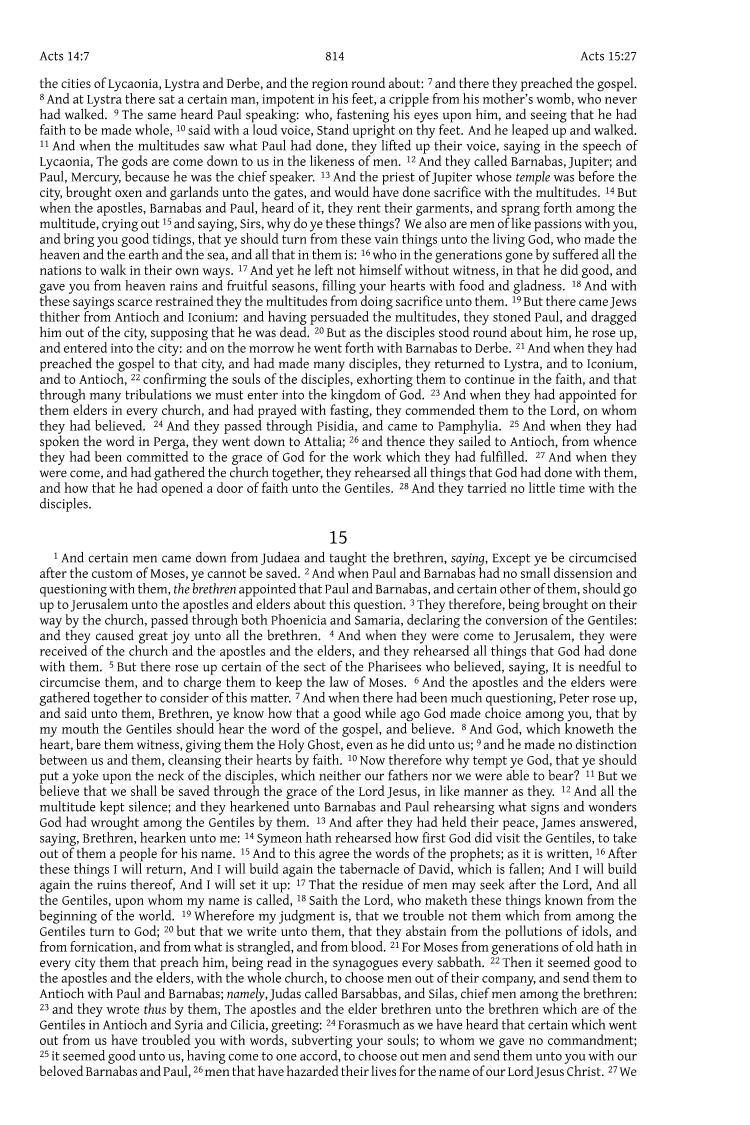 Acts 14:7 814 Acts 15:27
the cities of Lycaonia, Lystra and Derbe, and the region round about: 7 and there they preached the gospel.
8 And at Lystra there sat a certain man, impotent in his feet, a cripple from his mother’s womb, who never
had walked. 9 The same heard Paul speaking: who, fastening his eyes upon him, and seeing that he had
faith to be made whole, 10 said with a loud voice, Stand upright on thy feet. And he leaped up and walked.
11 And when the multitudes saw what Paul had done, they lifted up their voice, saying in the speech of
Lycaonia, The gods are come down to us in the likeness of men. 12 And they called Barnabas, Jupiter; and
Paul, Mercury, because he was the chief speaker. 13 And the priest of Jupiter whose temple was before the
city, brought oxen and garlands unto the gates, and would have done sacrifice with the multitudes. 14 But
when the apostles, Barnabas and Paul, heard of it, they rent their garments, and sprang forth among the
multitude, crying out 15 and saying, Sirs, why do ye these things? We also are men of like passions with you,
and bring you good tidings, that ye should turn from these vain things unto the living God, who made the
heaven and the earth and the sea, and all that in them is: 16 who in the generations gone by suffered all the
nations to walk in their own ways. 17 And yet he left not himself without witness, in that he did good, and
gave you from heaven rains and fruitful seasons, filling your hearts with food and gladness. 18 And with
these sayings scarce restrained they the multitudes from doing sacrifice unto them. 19 But there came Jews
thither from Antioch and Iconium: and having persuaded the multitudes, they stoned Paul, and dragged
him out of the city, supposing that he was dead. 20 But as the disciples stood round about him, he rose up,
and entered into the city: and on the morrow he went forth with Barnabas to Derbe. 21 And when they had
preached the gospel to that city, and had made many disciples, they returned to Lystra, and to Iconium,
and to Antioch, 22 confirming the souls of the disciples, exhorting them to continue in the faith, and that
through many tribulations we must enter into the kingdom of God. 23 And when they had appointed for
them elders in every church, and had prayed with fasting, they commended them to the Lord, on whom
they had believed. 24 And they passed through Pisidia, and came to Pamphylia. 25 And when they had
spoken the word in Perga, they went down to Attalia; 26 and thence they sailed to Antioch, from whence
they had been committed to the grace of God for the work which they had fulfilled. 27 And when they
were come, and had gathered the church together, they rehearsed all things that God had done with them,
and how that he had opened a door of faith unto the Gentiles. 28 And they tarried no little time with the
disciples.
15
1 And certain men came down from Judaea and taught the brethren, saying, Except ye be circumcised
after the custom of Moses, ye cannot be saved. 2 And when Paul and Barnabas had no small dissension and
questioning with them, the brethren appointed that Paul and Barnabas, and certain other of them, should go
up to Jerusalem unto the apostles and elders about this question. 3 They therefore, being brought on their
way by the church, passed through both Phoenicia and Samaria, declaring the conversion of the Gentiles:
and they caused great joy unto all the brethren. 4 And when they were come to Jerusalem, they were
received of the church and the apostles and the elders, and they rehearsed all things that God had done
with them. 5 But there rose up certain of the sect of the Pharisees who believed, saying, It is needful to
circumcise them, and to charge them to keep the law of Moses. 6 And the apostles and the elders were
gathered together to consider of this matter. 7 And when there had been much questioning, Peter rose up,
and said unto them, Brethren, ye know how that a good while ago God made choice among you, that by
my mouth the Gentiles should hear the word of the gospel, and believe. 8 And God, which knoweth the
heart, bare them witness, giving them the Holy Ghost, even as he did unto us; 9 and he made no distinction
between us and them, cleansing their hearts by faith. 10 Now therefore why tempt ye God, that ye should
put a yoke upon the neck of the disciples, which neither our fathers nor we were able to bear? 11 But we
believe that we shall be saved through the grace of the Lord Jesus, in like manner as they. 12 And all the
multitude kept silence; and they hearkened unto Barnabas and Paul rehearsing what signs and wonders
God had wrought among the Gentiles by them. 13 And after they had held their peace, James answered,
saying, Brethren, hearken unto me: 14 Symeon hath rehearsed how first God did visit the Gentiles, to take
out of them a people for his name. 15 And to this agree the words of the prophets; as it is written, 16 After
these things I will return, And I will build again the tabernacle of David, which is fallen; And I will build
again the ruins thereof, And I will set it up: 17 That the residue of men may seek after the Lord, And all
the Gentiles, upon whom my name is called, 18 Saith the Lord, who maketh these things known from the
beginning of the world. 19 Wherefore my judgment is, that we trouble not them which from among the
Gentiles turn to God; 20 but that we write unto them, that they abstain from the pollutions of idols, and
from fornication, and from what is strangled, and from blood. 21 For Moses from generations of old hath in
every city them that preach him, being read in the synagogues every sabbath. 22 Then it seemed good to
the apostles and the elders, with the whole church, to choose men out of their company, and send them to
Antioch with Paul and Barnabas; namely, Judas called Barsabbas, and Silas, chief men among the brethren:
23 and they wrote thus by them, The apostles and the elder brethren unto the brethren which are of the
Gentiles in Antioch and Syria and Cilicia, greeting: 24 Forasmuch as we have heard that certain which went
out from us have troubled you with words, subverting your souls; to whom we gave no commandment;
25 it seemed good unto us, having come to one accord, to choose out men and send them unto you with our
beloved Barnabas and Paul, 26 men that have hazarded their lives for the name of our Lord Jesus Christ. 27 We